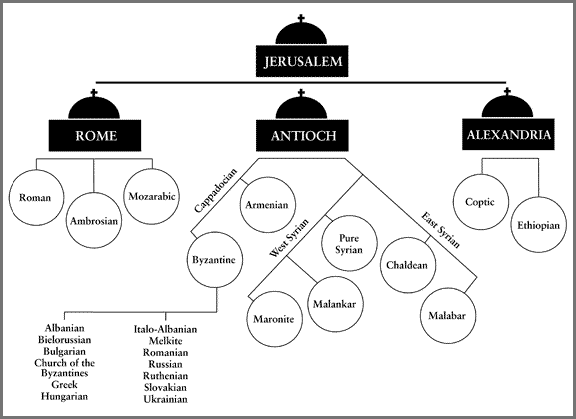 JERUSALEM
ROME
ANTIOCH
ALEXANDRIA
Roman
Ambrosian
Mozarabic
Cappadocian
Armenian
Byzantine
West Syrian
Pure
Syrian
Maronite
Malankar
East Syrian
Chaldean
Malabar
Coptic
Ethiopian
Albanian
Bielorussian
Bulgarian
Church of the
Byzantines
Greek
Hungarian
Italo-Albanian
Melkite
Romanian
Russian
Ruthenian
Slovakian
Ukrainian